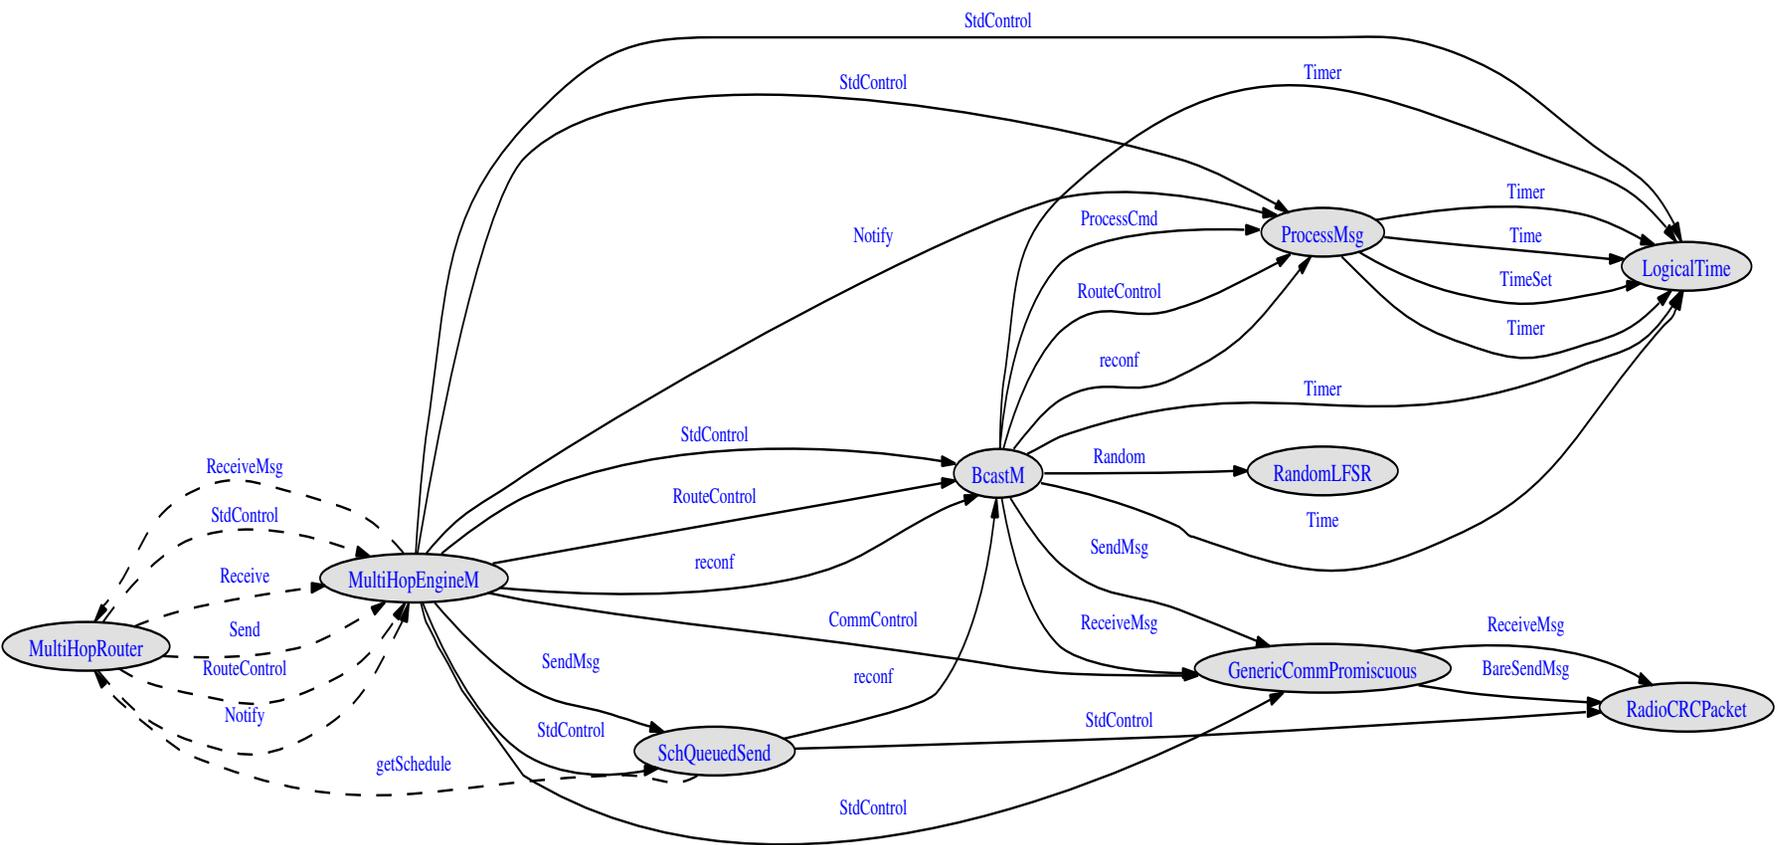 StdControl
Timer
StdControl
Timer
ProcessCmd
Notify
ProcessMsg
Time
LogicalTime
TimeSet
RouteControl
Timer
reconf
Timer
StdControl
Random
ReceiveMsg
BcastM
RandomLFSR
RouteControl
StdControl
Time
SendMsg
reconf
Receive
MultiHopEngineM
CommControl
ReceiveMsg
ReceiveMsg
Send
MultiHopRouter
SendMsg
RouteControl
GenericCommPromiscuous
BareSendMsg
reconf
RadioCRCPacket
Notify
StdControl
StdControl
SchQueuedSend
getSchedule
StdControl